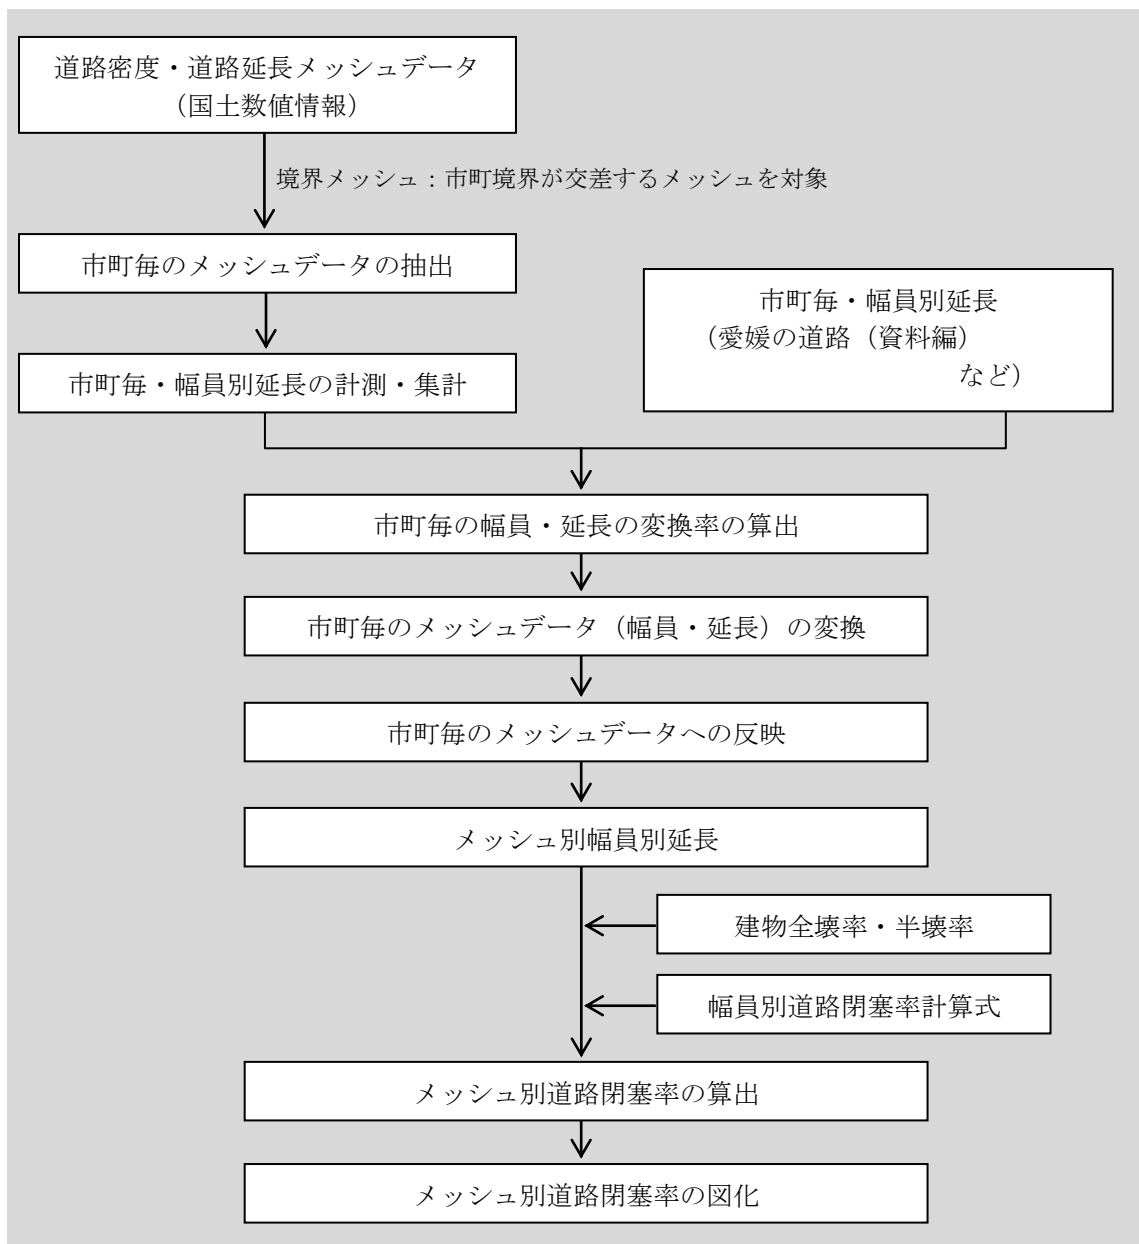 道路密度・道路延長メッシュデータ
（国土数値情報）
境界メッシュ：市町境界が交差するメッシュを対象
市町毎のメッシュデータの抽出
市町毎・幅員別延長の計測・集計
市町毎・幅員別延長
（愛媛の道路（資料編）
など）
市町毎の幅員・延長の変換率の算出
市町毎のメッシュデータ（幅員・延長）の変換
市町毎のメッシュデータへの反映
メッシュ別幅員別延長
建物全壊率・半壊率
幅員別道路閉塞率計算式
メッシュ別道路閉塞率の算出
メッシュ別道路閉塞率の図化